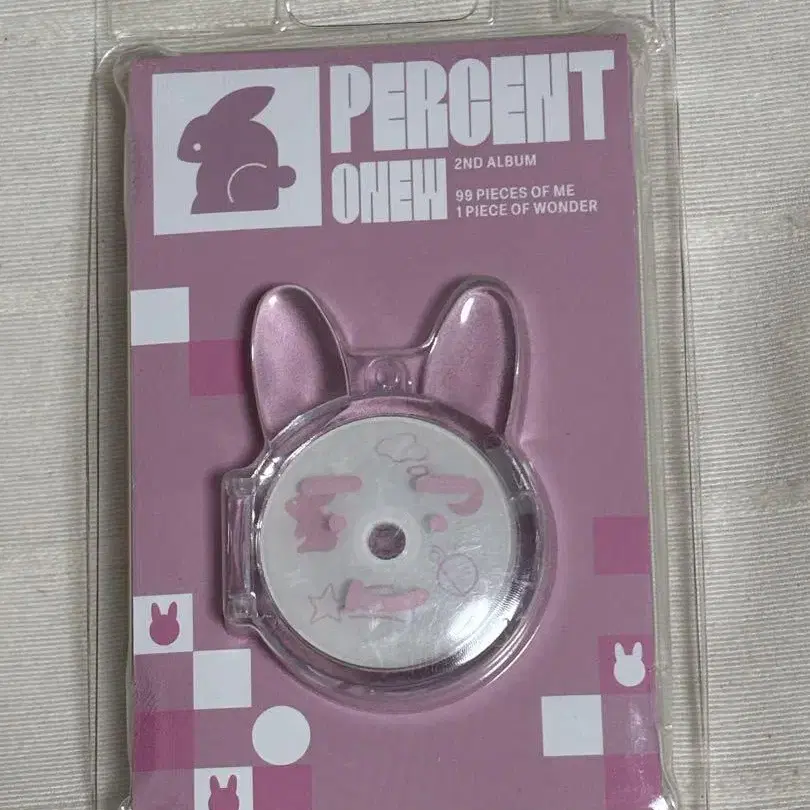 PERCENT
ONEW
2ND ALBUM
99 PIECES OF ME
1 PIECE OF WONDER